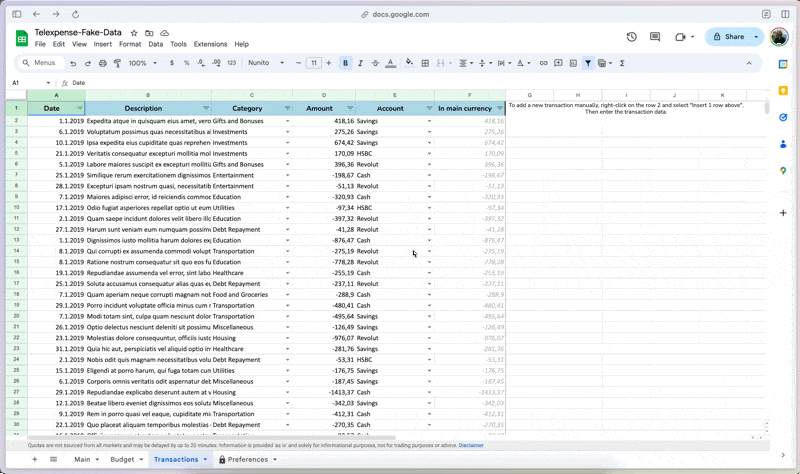 docs.google.com
Telexpense-Fake-Data
File Edit View Insert Format Data Tools Extensions Help
Share
Menus 100% $ % .0 .00 123 Nunito 11 B I A
A1 fx Date
A B C D E F G H I J K
1 Date Description Category Amount Account In main currency To add a new transaction manually, right-click on the row 2 and select "Insert 1 row above".
Then enter the transaction data.
2 1.1.2019 Expedita atque in quisquam eius amet, vero Gifts and Bonuses 418,16 Savings 418,16
3 6.1.2019 Voluptatum possimus quas necessitatibus a Investments 275,26 Savings 275,26
4 10.1.2019 Ipsa expedita eius cupiditate quas reprehen Investments 674,42 Savings 674,42
5 21.1.2019 Veritatis consequatur excepturi mollitia mol Investments 170,09 HSBC 170,09
6 5.1.2019 Labore maiores suscipit ex excepturi mollitia Gifts and Bonuses 396,36 Revolut 396,36
7 25.1.2019 Similique rerum exercitationem dignissimos Entertainment -198,67 Cash -198,67
8 28.1.2019 Excepturi ipsam nostrum quasi, necessitatib Entertainment -51,13 Revolut -51,13
9 7.1.2019 Maiores adipisci error, id reiciendis commod Education -320,93 Cash -320,93
10 17.1.2019 Odio fugiat asperiores repellat optio ut eum Utilities -97,34 HSBC -97,34
11 2.1.2019 Quam saepe incidunt dolores velit libero illo Education -397,32 Revolut -397,32
12 27.1.2019 Harum sunt veniam eum numquam possim Debt Repayment -41,28 Revolut -41,28
13 1.1.2019 Dignissimos iusto mollitia harum dolores ex Education -876,47 Cash -876,47
14 8.1.2019 Qui corrupti ex assumenda commodi volupt Transportation -275,19 Revolut -275,19
15 1.1.2019 Ratione nostrum consequatur sit quo eos fu Education -778,28 Revolut -778,28
16 19.1.2019 Repudiandae assumenda vel error, sint labo Healthcare -255,19 Cash -255,19
17 25.1.2019 Soluta accusamus consequatur alias quas e Debt Repayment -237,11 Revolut -237,11
18 7.1.2019 Quam aperiam neque corrupti magnam not Food and Groceries -288,9 Cash -288,9
19 29.1.2019 Porro incidunt voluptate officia minus cum r Transportation -480,41 Cash -480,41
20 7.1.2019 Modi totam sint, culpa quam nesciunt dolor Transportation -495,64 Savings -495,64
21 26.1.2019 Optio delectus nesciunt deleniti sit possimu Miscellaneous -126,49 Savings -126,49
22 23.1.2019 Molestias dolore consequuntur, officiis iusto Housing -976,07 Revolut -976,07
23 31.1.2019 Quia hic aut, perspiciatis vel aliquid optio in Healthcare -281,76 Savings -281,76
24 2.1.2019 Nobis odit quis magnam necessitatibus volu Debt Repayment -53,31 HSBC -53,31
25 15.1.2019 Eligendi at porro harum, qui fuga totam cum Utilities -176,75 Savings -176,75
26 6.1.2019 Corporis omnis veritatis odit aspernatur del Miscellaneous -187,45 Savings -187,45
27 29.1.2019 Repudiandae explicabo deserunt autem at v Housing -1413,37 Cash -1413,37
28 12.1.2019 Beatae libero eveniet dignissimos eos solut Miscellaneous -342,03 Savings -342,03
29 9.1.2019 Rem in porro quasi vel eaque, cupiditate mi Transportation -412,31 Cash -412,31
30 22.1.2019 Quo placeat aliquam temporibus molestias Education -270,35 Cash -270,35
Quotes are not sourced from all markets and may be delayed by up to 20 minutes. Information is provided 'as is' and solely for informational purposes, not for trading purposes or advice. Disclaimer
Main Budget Transactions Preferences